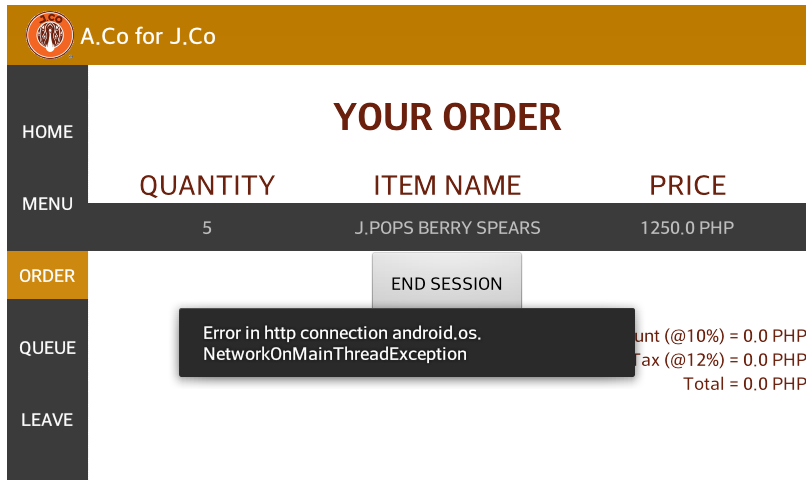 J.CO
A.Co for J.Co
HOME
MENU
ORDER
QUEUE
LEAVE
YOUR ORDER
QUANTITY ITEM NAME PRICE
5 J.POPS BERRY SPEARS 1250.0 PHP
END SESSION
Error in http connection android.os.
NetworkOnMainThreadException
(@10%) = 0.0 PHP
Tax (@12%) = 0.0 PHP
Total = 0.0 PHP